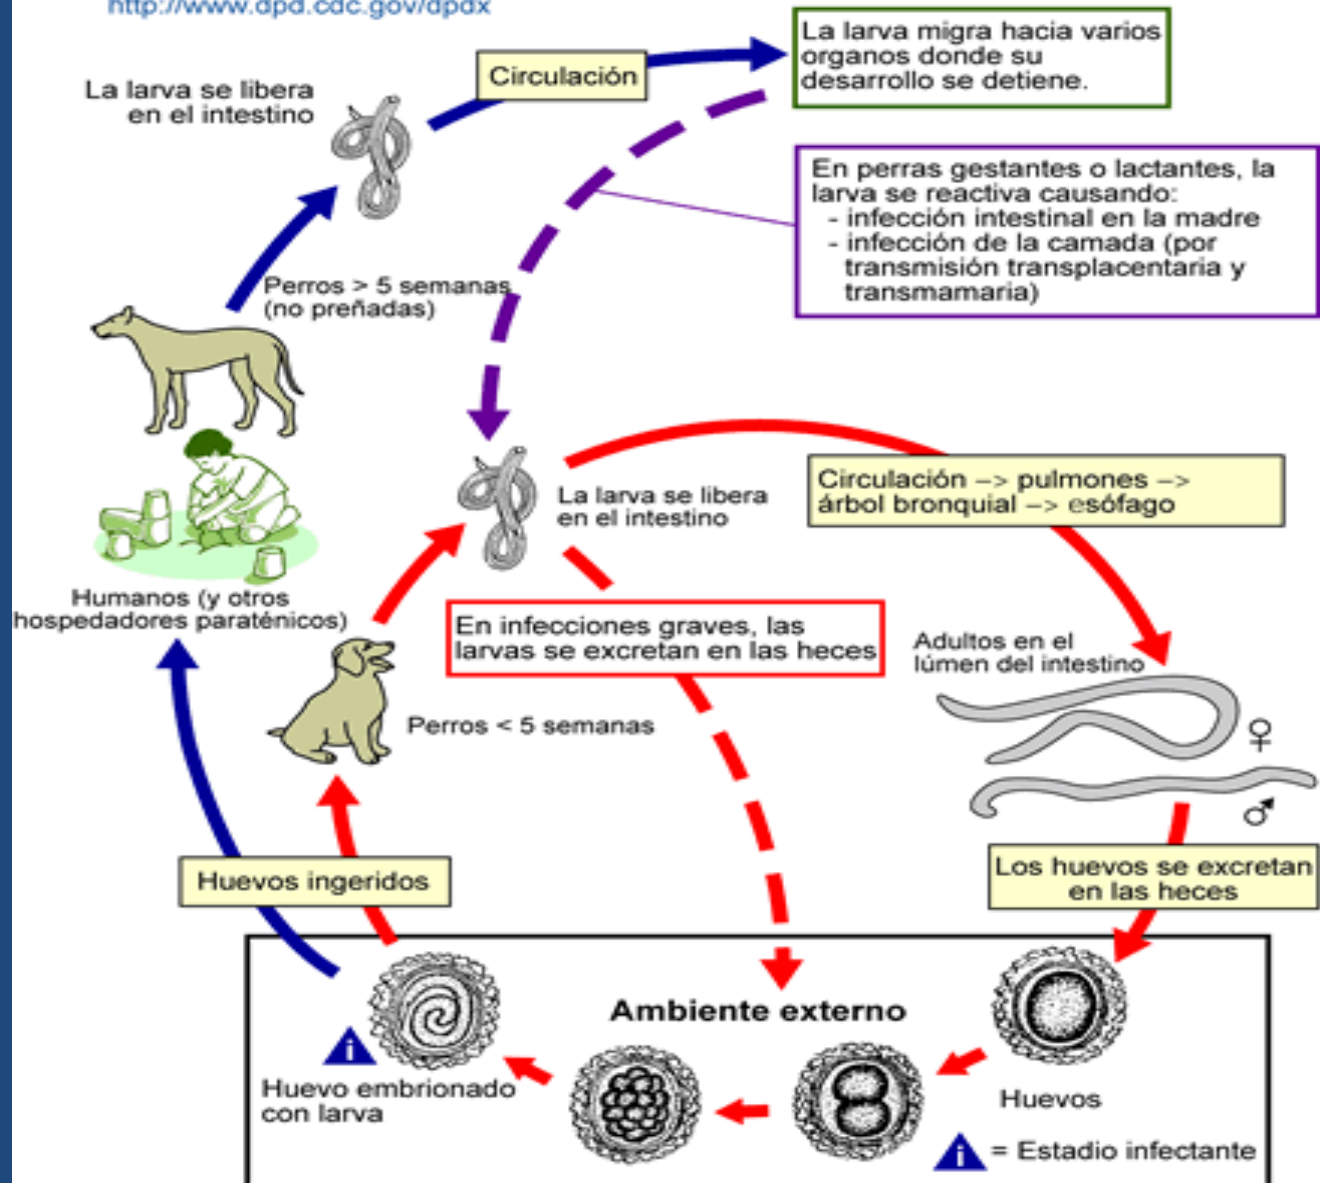 http://www.dpd.cdc.gov/dpdx
La larva migra hacia varios
organos donde su
desarrollo se detiene.
Circulación
La larva se libera
en el intestino
En perras gestantes o lactantes, la
larva se reactiva causando:
- infección intestinal en la madre
- infección de la camada (por
transmisión transplacentaria y
transmamaria)
Perros > 5 semanas
(no preñadas)
Circulación –> pulmones –>
árbol bronquial –> esófago
La larva se libera
en el intestino
Humanos (y otros
hospedadores paraténicos)
En infecciones graves, las
larvas se excretan en las heces
Adultos en el
lúmen del intestino
♀
Perros < 5 semanas
♂
Huevos ingeridos
Los huevos se excretan
en las heces
Ambiente externo
i
Huevo embrionado
con larva
Huevos
i = Estadio infectante